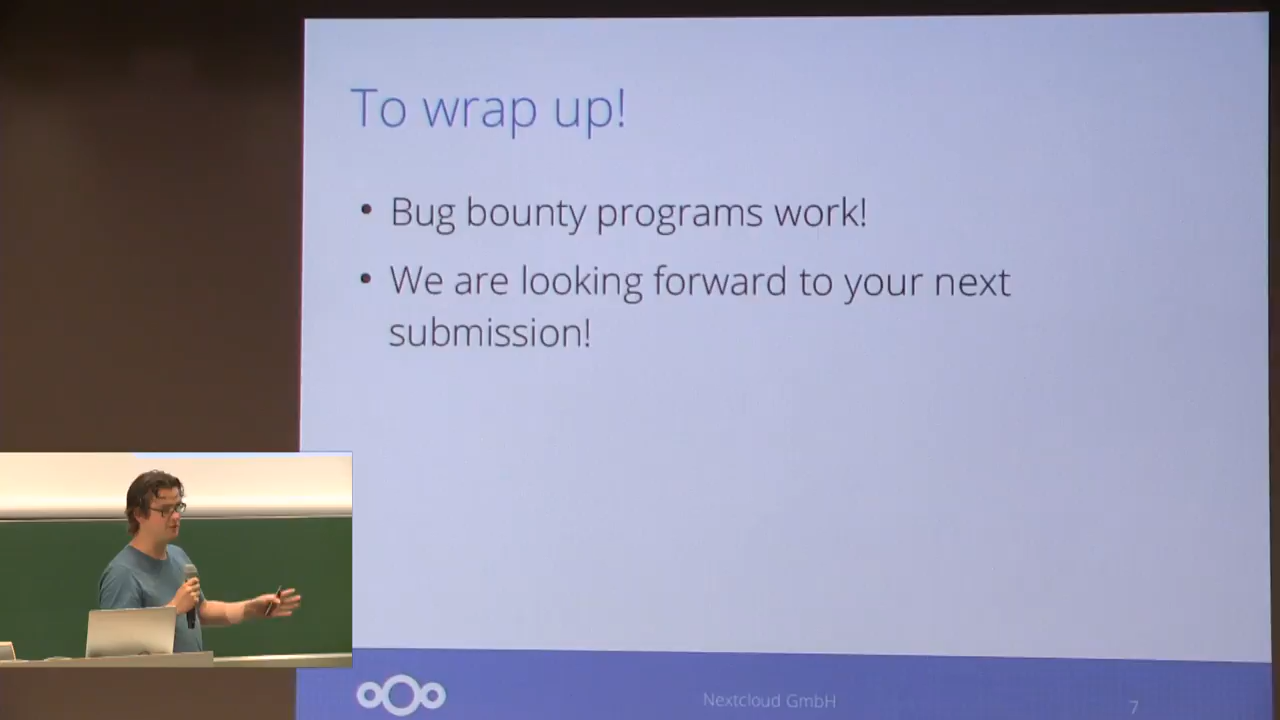 To wrap up!
• Bug bounty programs work!
• We are looking forward to your next
submission!
Nextcloud GmbH
7